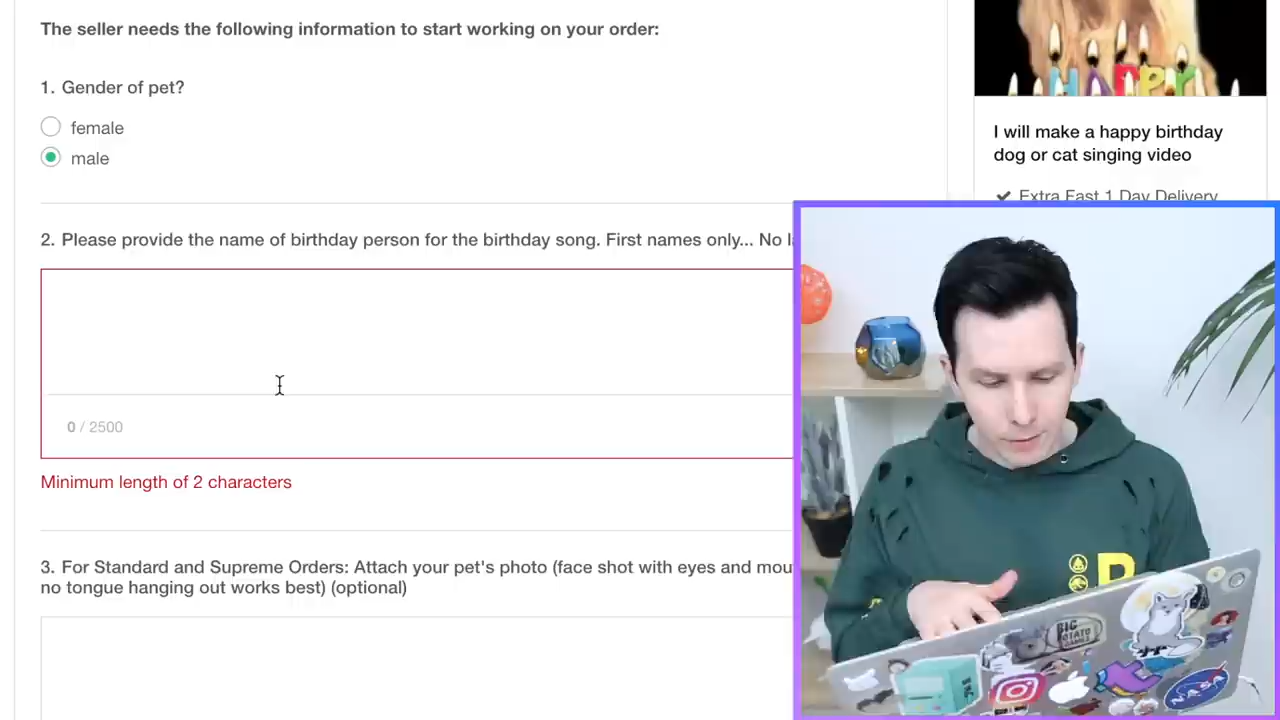 The seller needs the following information to start working on your order:
1. Gender of pet?
female
male
2. Please provide the name of birthday person for the birthday song. First names only... No
0 / 2500
Minimum length of 2 characters
3. For Standard and Supreme Orders: Attach your pet's photo (face shot with eyes and
no tongue hanging out works best) (optional)
HAPPY
I will make a happy birthday
dog or cat singing video
Extra Fast 1 Day Delivery
BIG
POTATO
GAMES